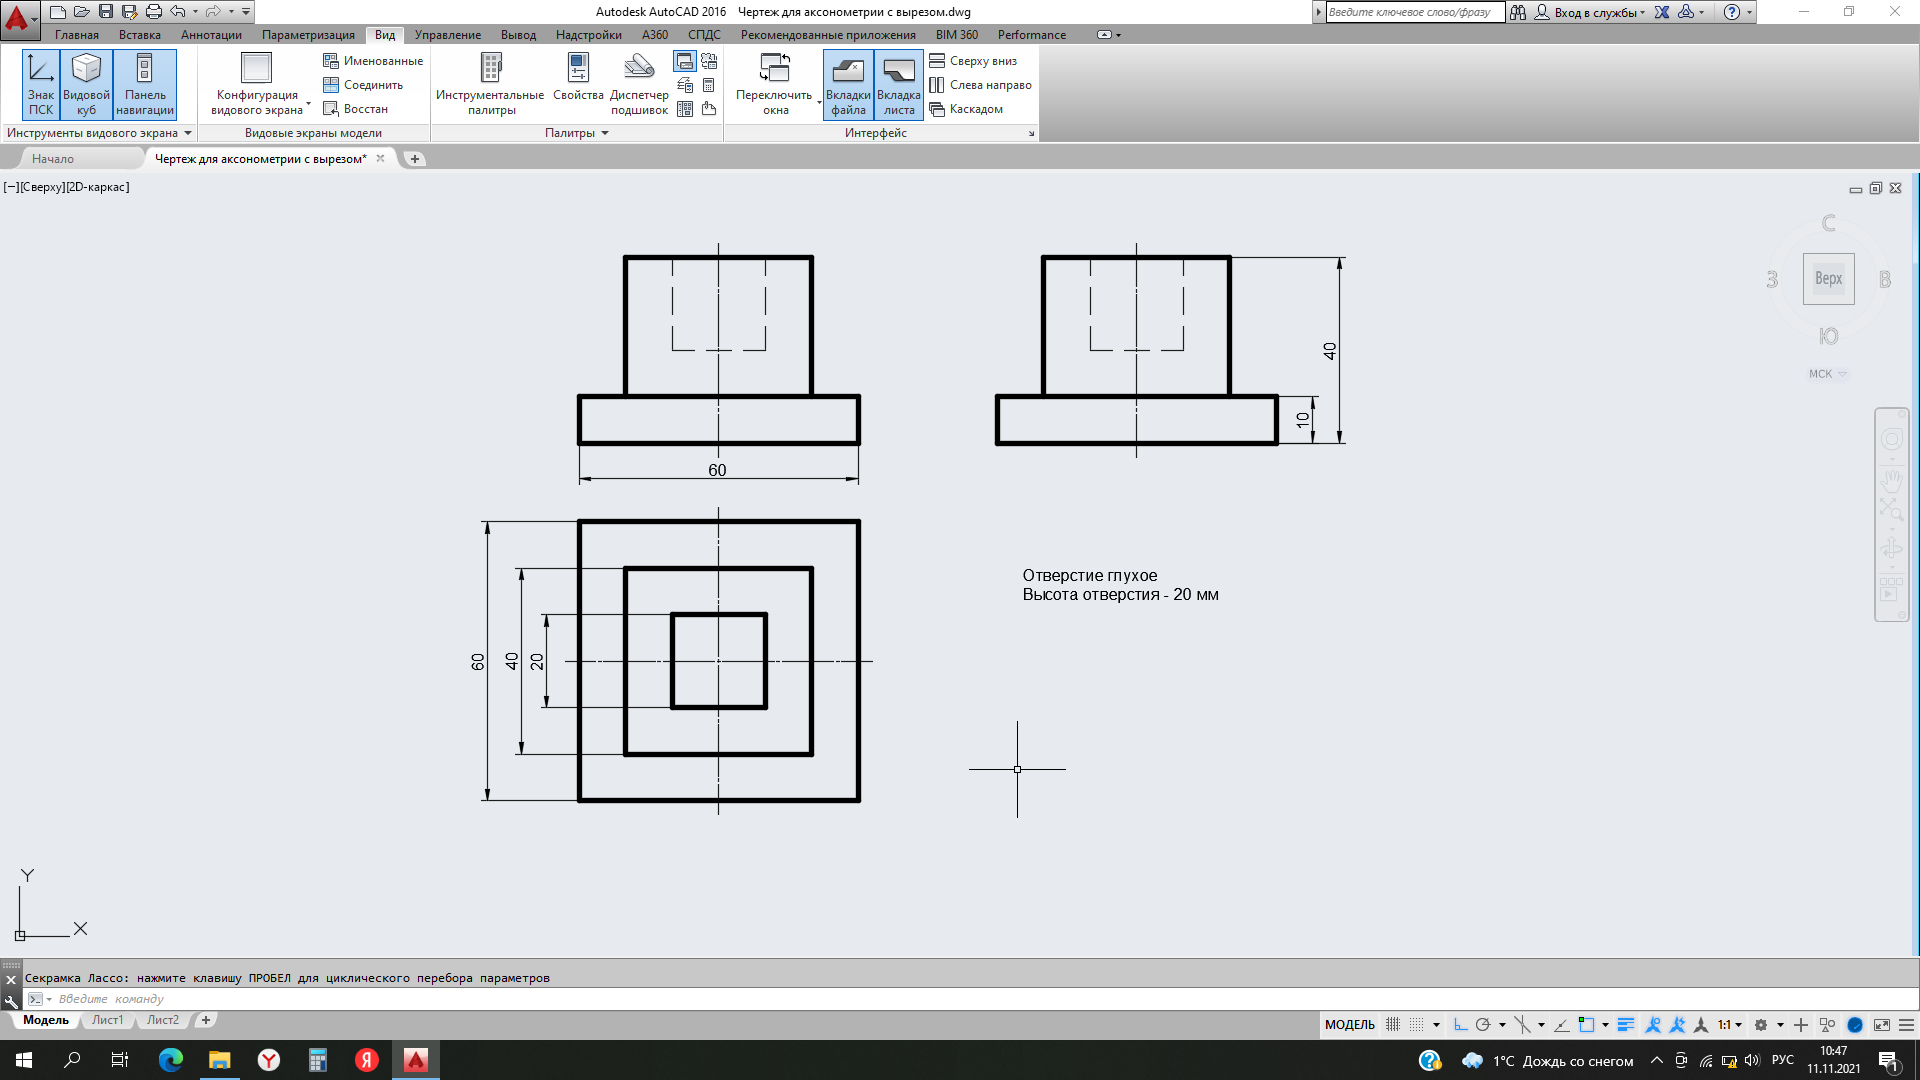 Autodesk AutoCAD 2016 Чертеж для аксонометрии с вырезом.dwg
Введите ключевое слово/фразу
Вход в службы
Главная Вставка Аннотации Параметризация Вид Управление Вывод Надстройки A360 СПДС Рекомендованные приложения BIM 360 Performance
Знак ПСК
Видовой куб
Панель навигации
Инструменты видового экрана
Конфигурация видового экрана
Именованные
Соединить
Восстан
Видовые экраны модели
Инструментальные палитры
Свойства
Диспетчер подшивок
Палитры
Переключить окна
Вкладки файла
Вкладка листа
Сверху вниз
Слева направо
Каскадом
Интерфейс
Начало
Чертеж для аксонометрии с вырезом*
[−][Сверху][2D-каркас]
С
З
Верх
В
Ю
МСК
40
10
60
60
40
20
Отверстие глухое
Высота отверстия - 20 мм
Y
X
Секрамка Лассо: нажмите клавишу ПРОБЕЛ для циклического перебора параметров
Введите команду
Модель Лист1 Лист2
МОДЕЛЬ
1:1
1°C Дождь со снегом
РУС
10:47
11.11.2021
1